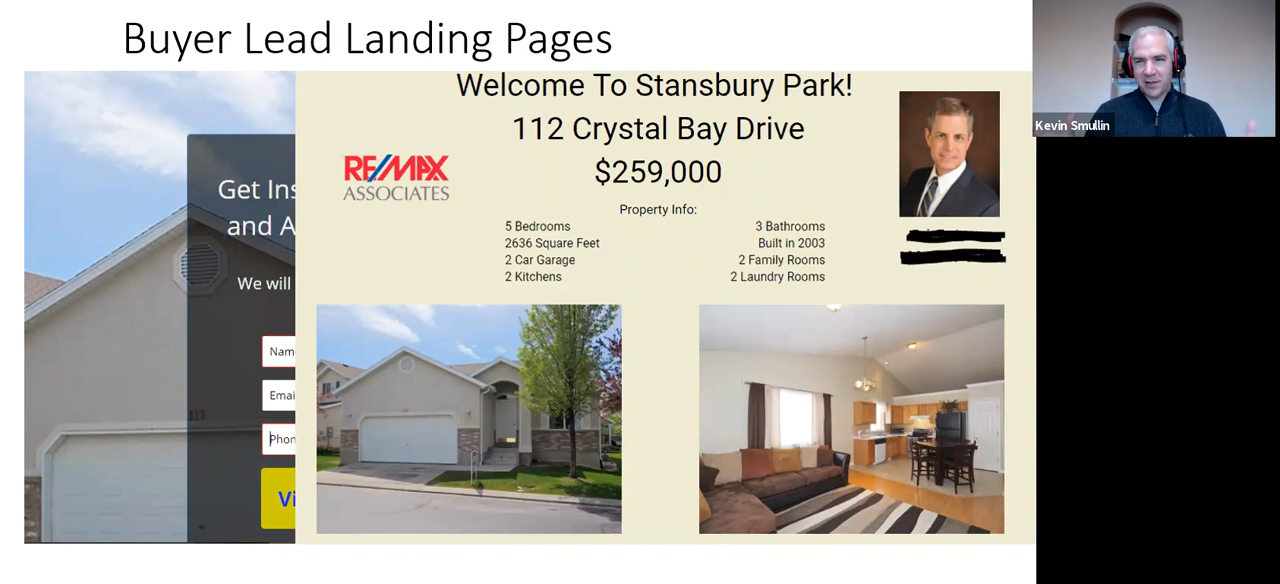 Buyer Lead Landing Pages
Kevin Smullin
Get Ins
and A
We will
Nam
Emai
Phon
Vi
Welcome To Stansbury Park!
112 Crystal Bay Drive
$259,000
RE/MAX
ASSOCIATES
Property Info:
5 Bedrooms
2636 Square Feet
2 Car Garage
2 Kitchens
3 Bathrooms
Built in 2003
2 Family Rooms
2 Laundry Rooms